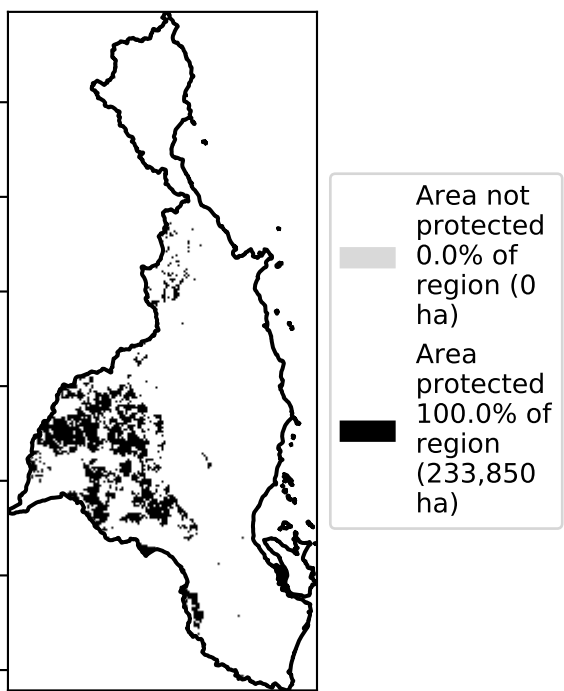 Area not
protected
0.0% of
region (0
ha)
Area
protected
100.0% of
region
(233,850
ha)